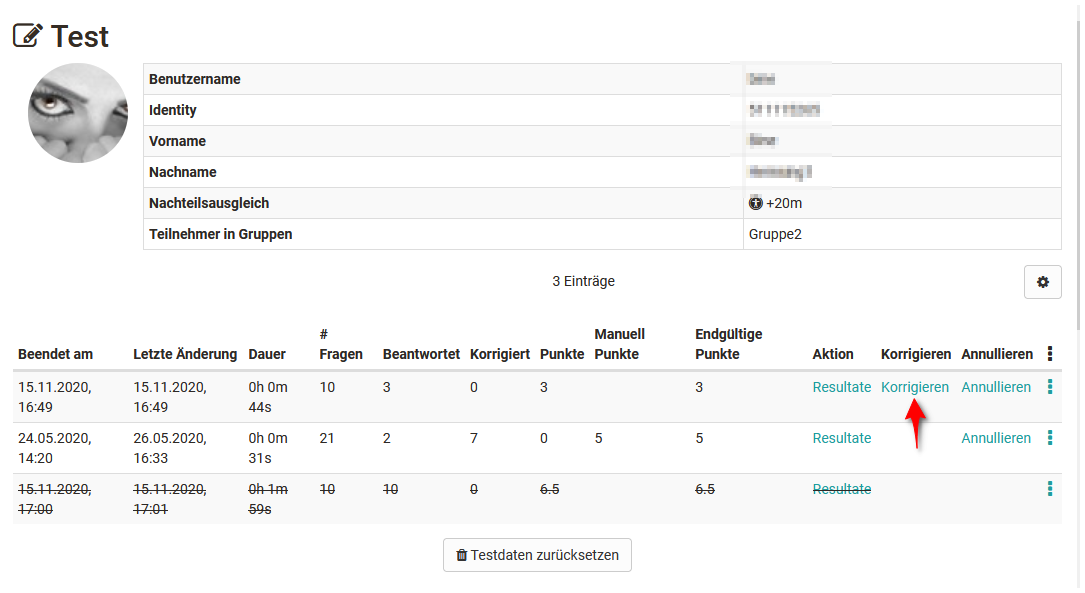 Test
Benutzername
Identity
Vorname
Nachname
Nachteilsausgleich +20m
Teilnehmer in Gruppen Gruppe2
3 Einträge
# Manuell Endgültige
Beendet am Letzte Änderung Dauer Fragen Beantwortet Korrigiert Punkte Punkte Punkte Aktion Korrigieren Annullieren
15.11.2020, 15.11.2020, 0h 0m 10 3 0 3 3 Resultate Korrigieren Annullieren
16:49 16:49 44s
24.05.2020, 26.05.2020, 0h 0m 21 2 7 0 5 5 Resultate Annullieren
14:20 16:33 31s
15.11.2020, 15.11.2020, 0h 1m 10 10 0 6.5 6.5 Resultate
17:00 17:01 59s
Testdaten zurücksetzen